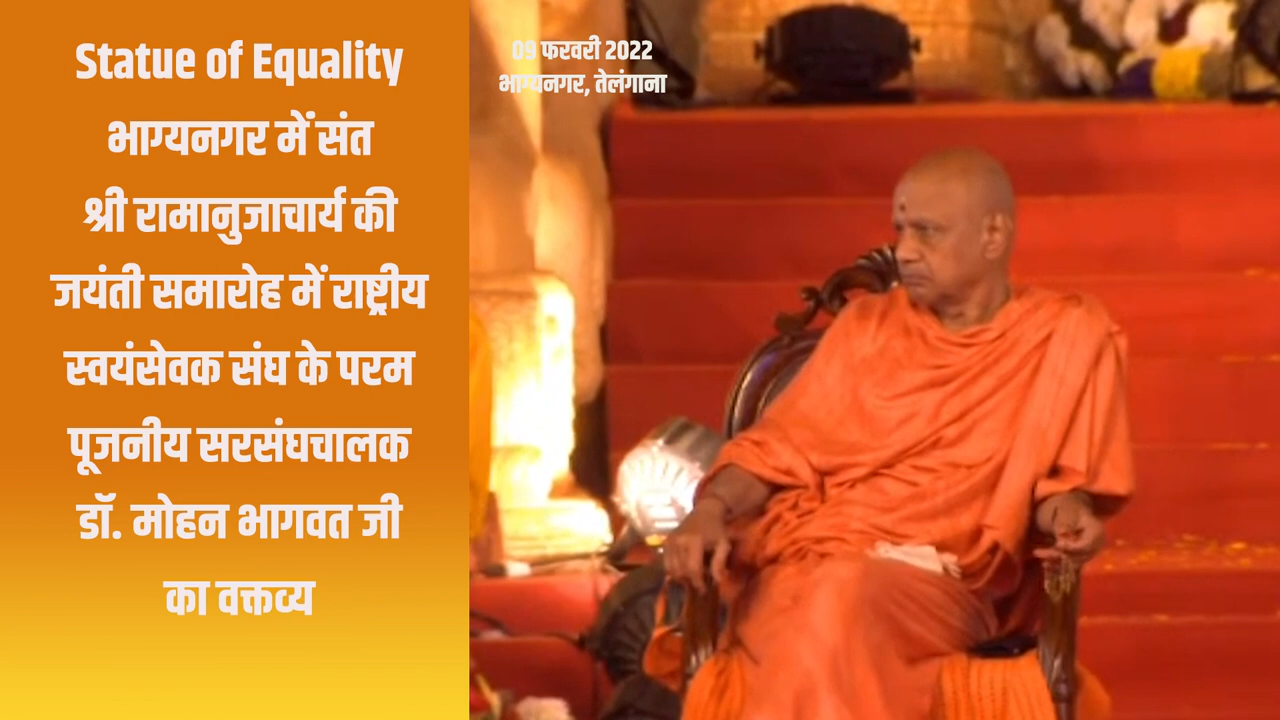 Statue of Equality
भाग्यनगर में संत
श्री रामानुजाचार्य की
जयंती समारोह में राष्ट्रीय
स्वयंसेवक संघ के परम
पूजनीय सरसंघचालक
डॉ. मोहन भागवत जी
का वक्तव्य
09 फरवरी 2022
भाग्यनगर, तेलंगाना